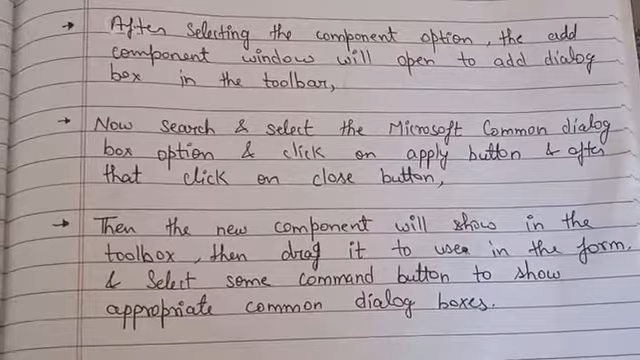 → After selecting the component option, the add
component window will open to add dialog
box in the toolbar,
→ Now search & select the Microsoft Common dialog
box option & click on apply button & after
that click on close button,
→ Then the new component will show in the
toolbox, then drag it to use in the form.
& Select some command button to show
appropriate common dialog boxes.